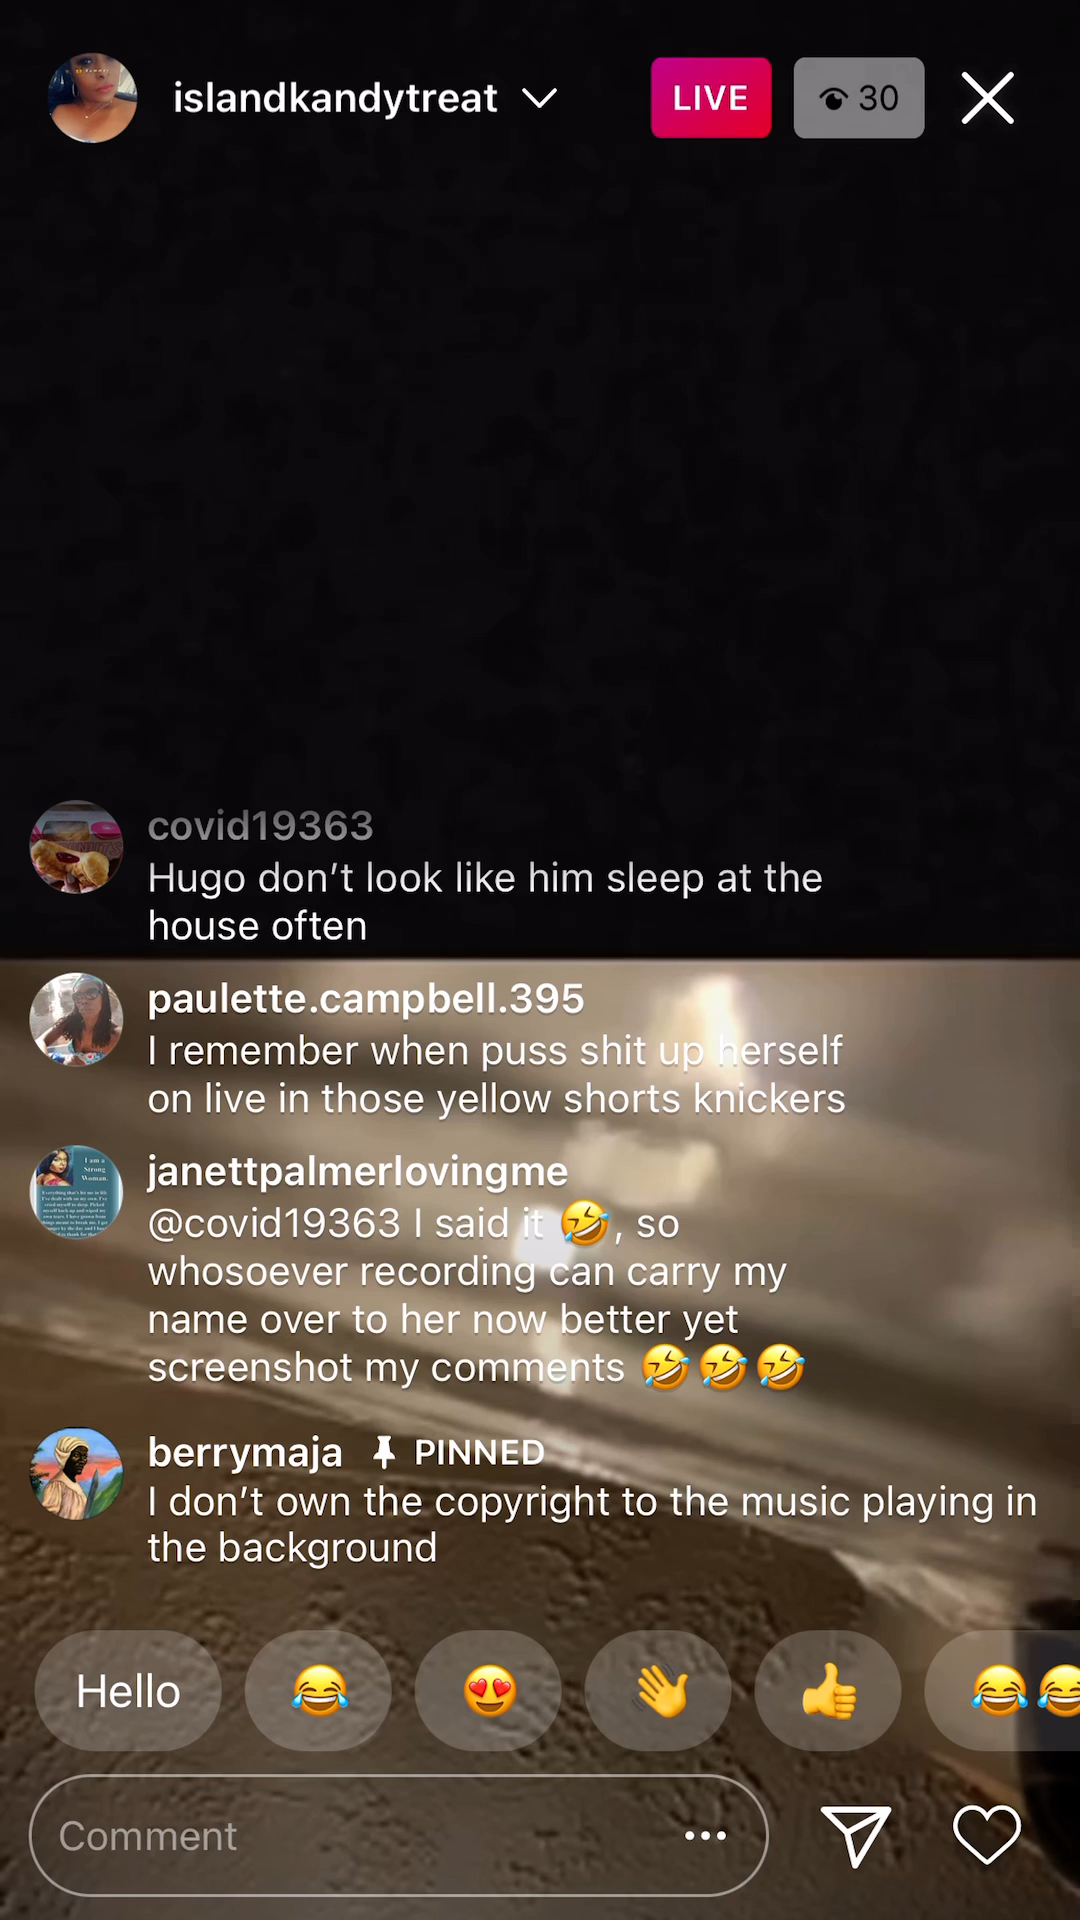 islandkandytreat
LIVE
30
covid19363
Hugo don’t look like him sleep at the
house often
paulette.campbell.395
I remember when puss shit up herself
on live in those yellow shorts knickers
I am a
Strong
Woman.
janettpalmerlovingme
@covid19363 I said it 🤣, so
whosoever recording can carry my
name over to her now better yet
screenshot my comments 🤣🤣🤣
berrymaja PINNED
I don’t own the copyright to the music playing in
the background
Hello 😂 😍 👋 👍 😂😂
Comment